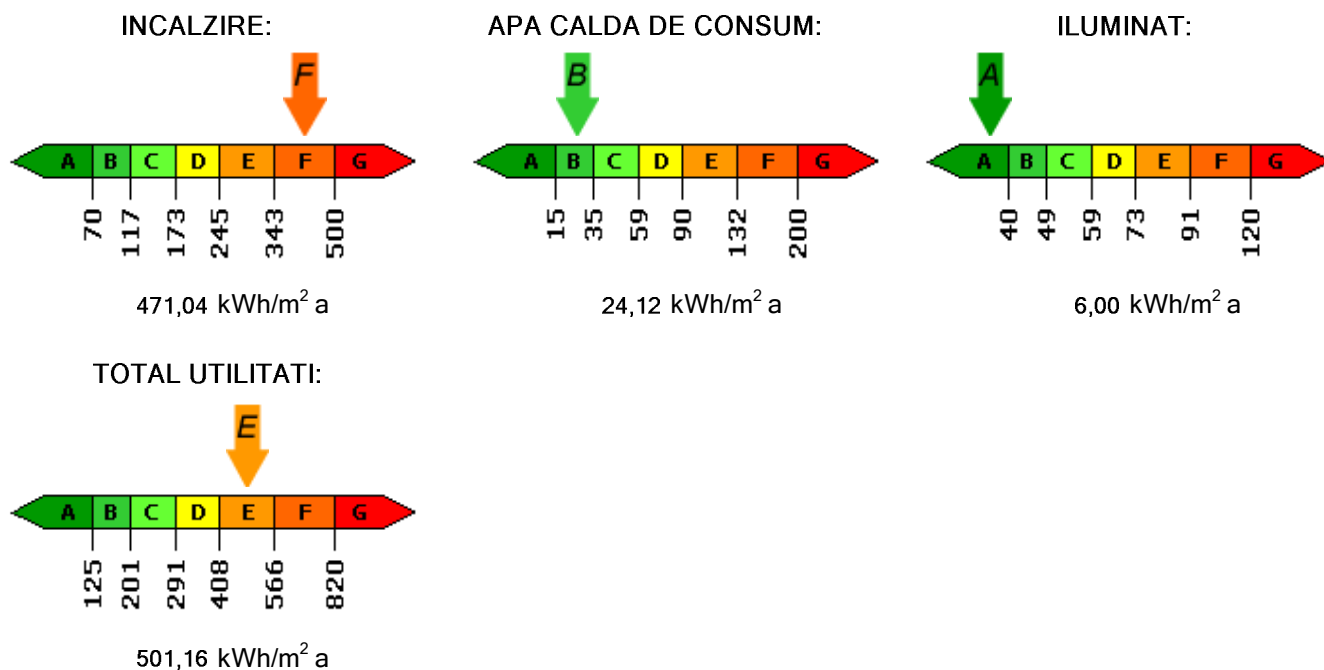 INCALZIRE:
F
A B C D E F G
70 117 173 245 343 500
471,04 kWh/m² a
APA CALDA DE CONSUM:
B
A B C D E F G
15 35 59 90 132 200
24,12 kWh/m² a
ILUMINAT:
A
A B C D E F G
40 49 59 73 91 120
6,00 kWh/m² a
TOTAL UTILITATI:
E
A B C D E F G
125 201 291 408 566 820
501,16 kWh/m² a